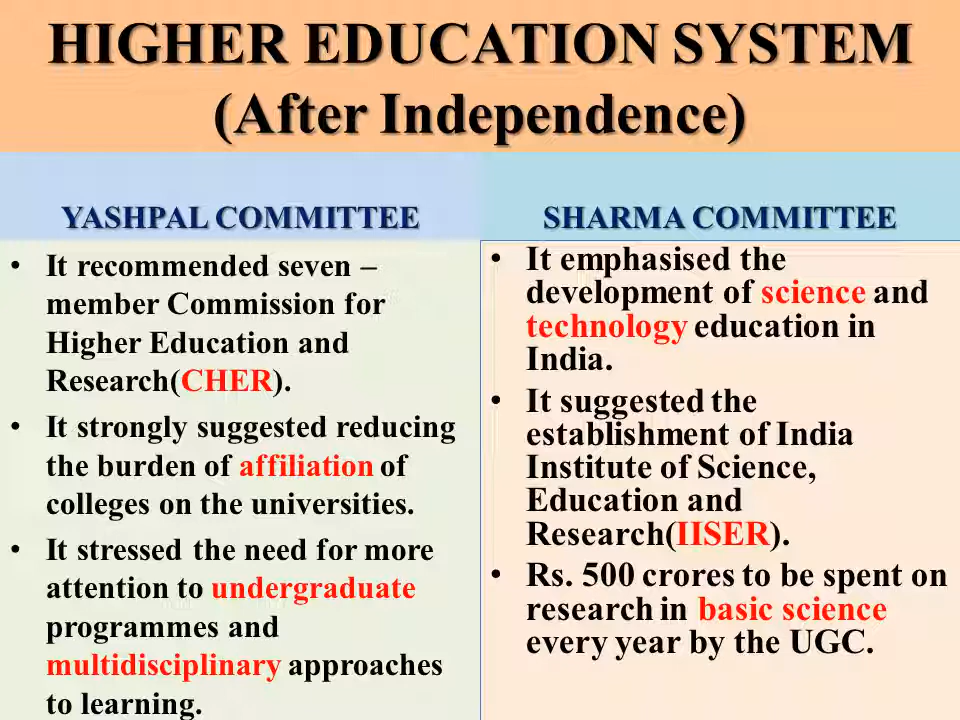 HIGHER EDUCATION SYSTEM
(After Independence)
YASHPAL COMMITTEE
• It recommended seven –
member Commission for
Higher Education and
Research(CHER).
• It strongly suggested reducing
the burden of affiliation of
colleges on the universities.
• It stressed the need for more
attention to undergraduate
programmes and
multidisciplinary approaches
to learning.
SHARMA COMMITTEE
• It emphasised the
development of science and
technology education in
India.
• It suggested the
establishment of India
Institute of Science,
Education and
Research(IISER).
• Rs. 500 crores to be spent on
research in basic science
every year by the UGC.